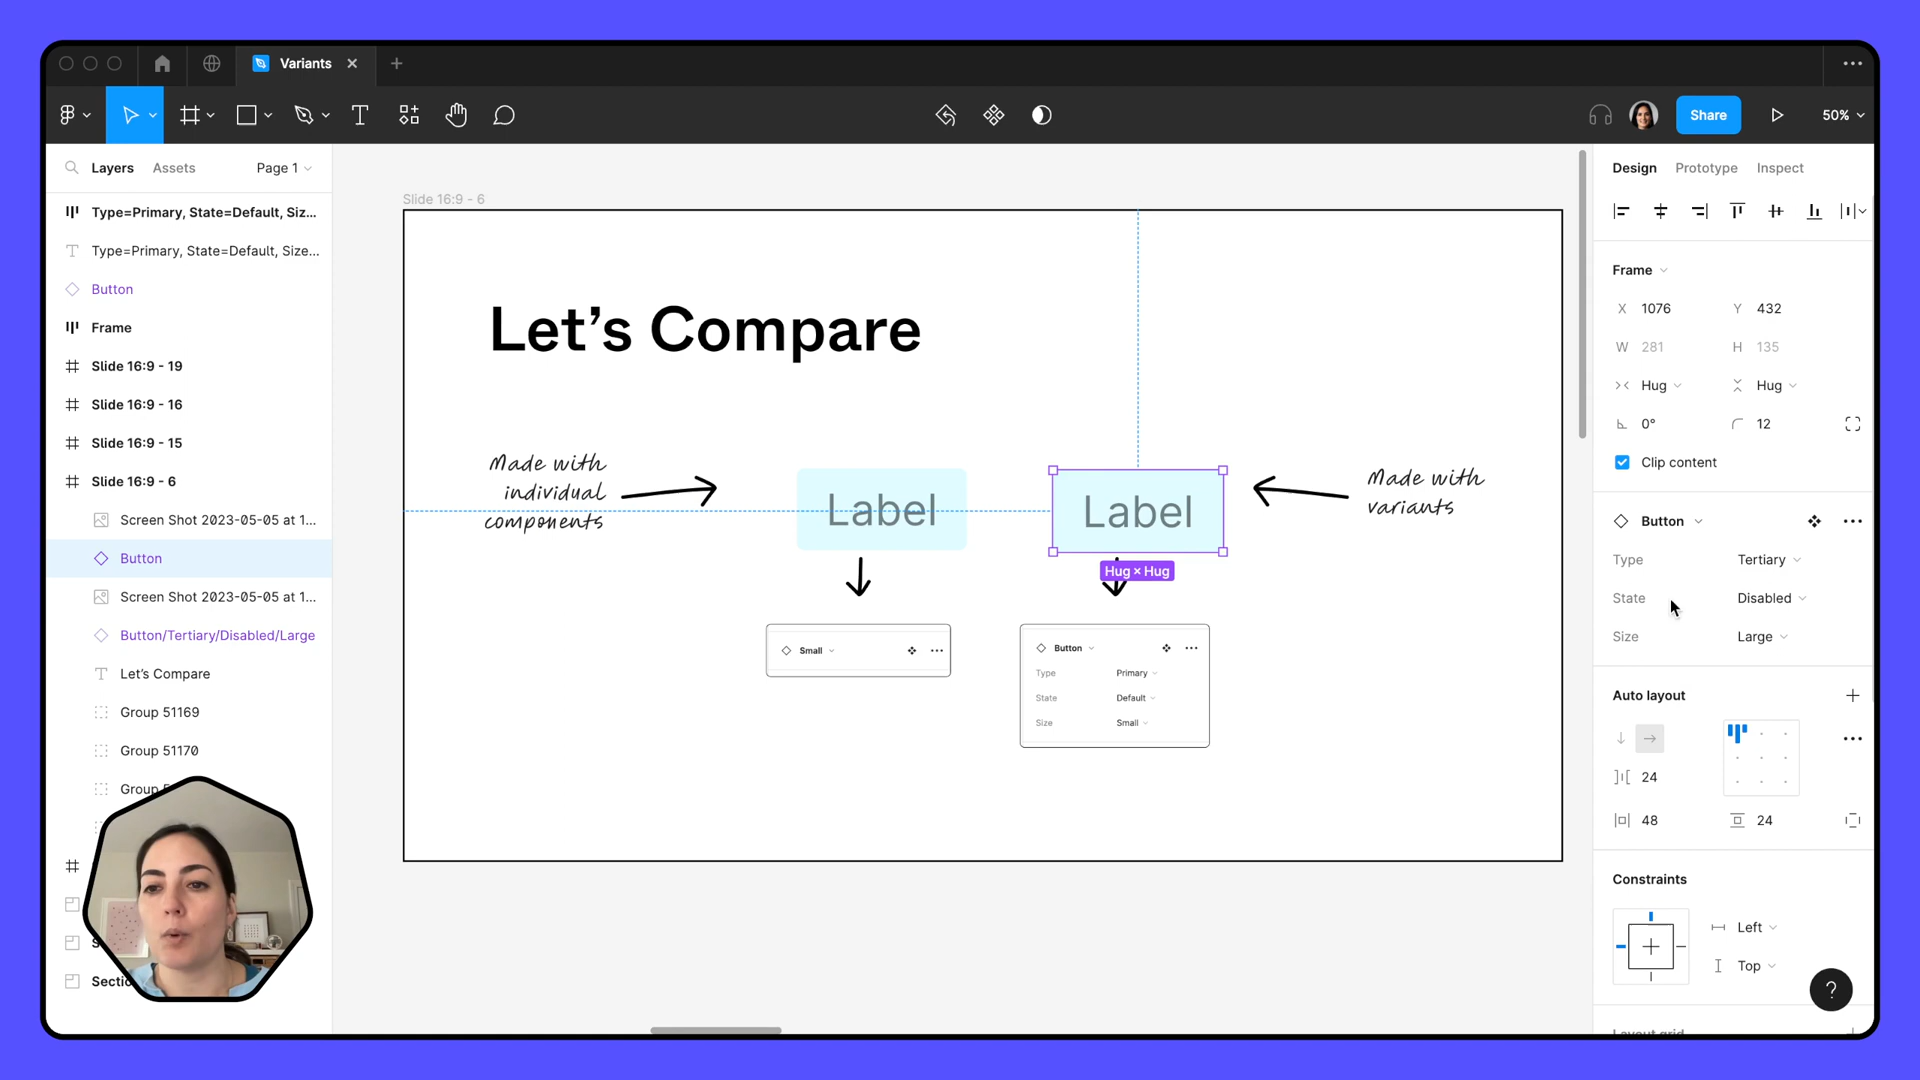 Variants
Share
50%
Layers
Assets
Page 1
Type=Primary, State=Default, Siz...
Type=Primary, State=Default, Size...
Button
Frame
Slide 16:9 - 19
Slide 16:9 - 16
Slide 16:9 - 15
Slide 16:9 - 6
Screen Shot 2023-05-05 at 1...
Button
Screen Shot 2023-05-05 at 1...
Button/Tertiary/Disabled/Large
Let's Compare
Group 51169
Group 51170
Slide 16:9 - 6
Let's Compare
Made with
individual
components
Label
Label
Hug × Hug
Made with
variants
Small
Button
Type Primary
State Default
Size Small
Design
Prototype
Inspect
Frame
X 1076 Y 432
W 281 H 135
Hug Hug
0° 12
Clip content
Button
Type Tertiary
State Disabled
Size Large
Auto layout
24
48 24
Constraints
Left
Top
?